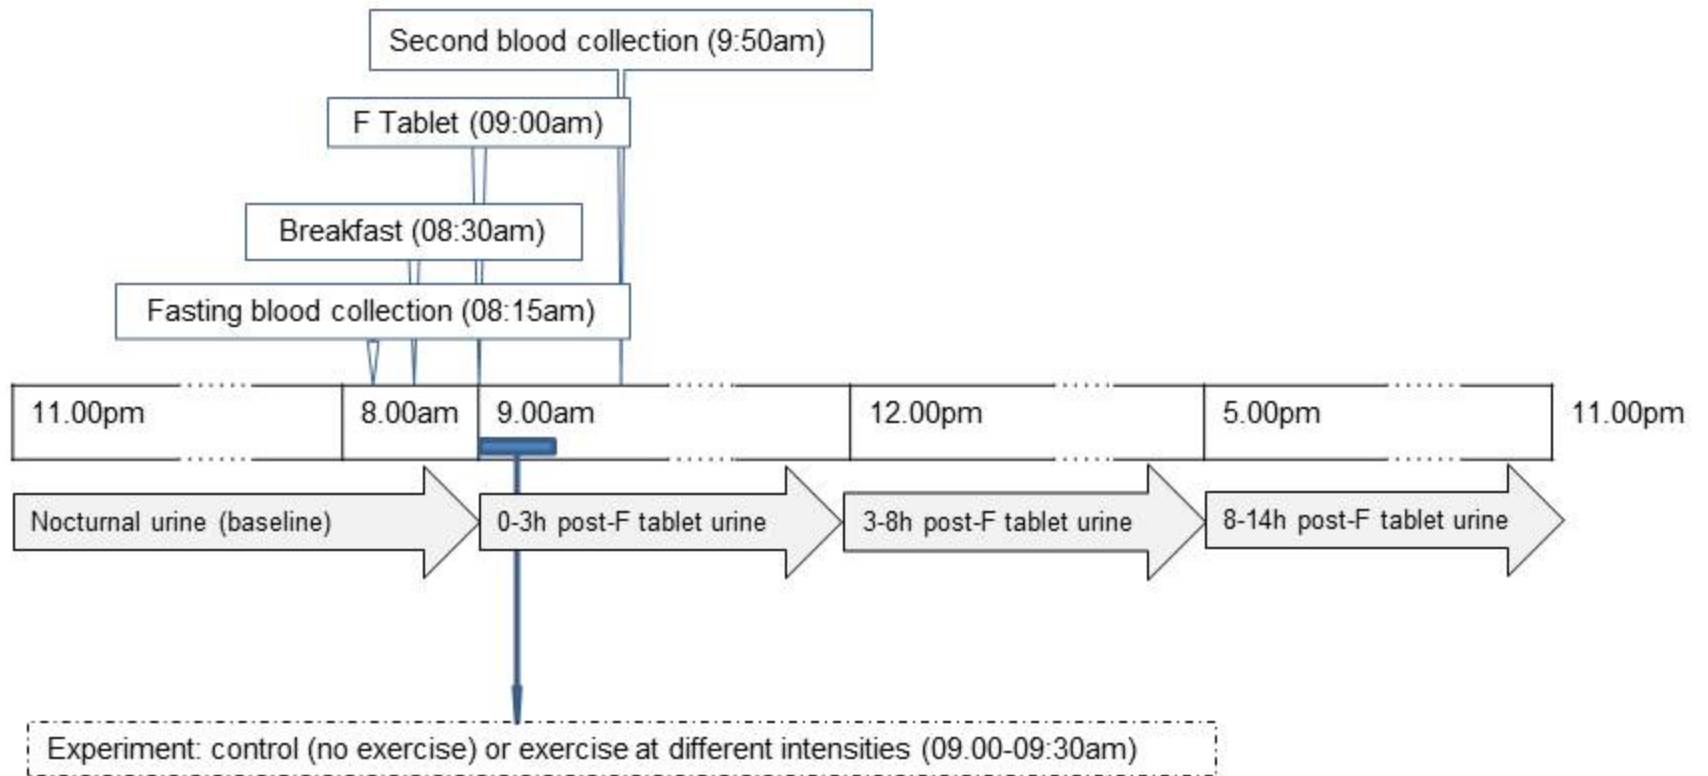 Second blood collection (9:50am)
F Tablet (09:00am)
Breakfast (08:30am)
Fasting blood collection (08:15am)
11.00pm
8.00am
9.00am
12.00pm
5.00pm
11.00pm
Nocturnal urine (baseline)
0-3h post-F tablet urine
3-8h post-F tablet urine
8-14h post-F tablet urine
Experiment: control (no exercise) or exercise at different intensities (09.00-09:30am)